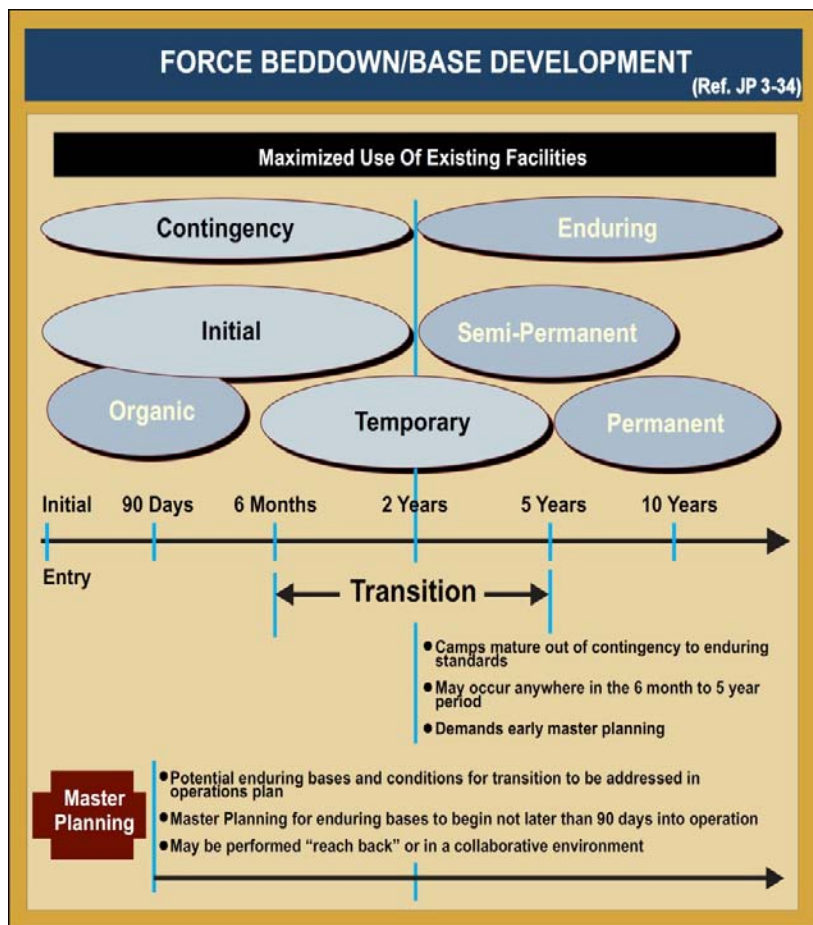 FORCE BEDDOWN/BASE DEVELOPMENT
(Ref. JP 3-34)
Maximized Use Of Existing Facilities
Contingency
Enduring
Initial
Semi-Permanent
Organic
Temporary
Permanent
Initial 90 Days 6 Months 2 Years 5 Years 10 Years
Entry
Transition
● Camps mature out of contingency to enduring
standards
● May occur anywhere in the 6 month to 5 year
period
● Demands early master planning
Master
Planning
● Potential enduring bases and conditions for transition to be addressed in
operations plan
● Master Planning for enduring bases to begin not later than 90 days into operation
● May be performed “reach back” or in a collaborative environment